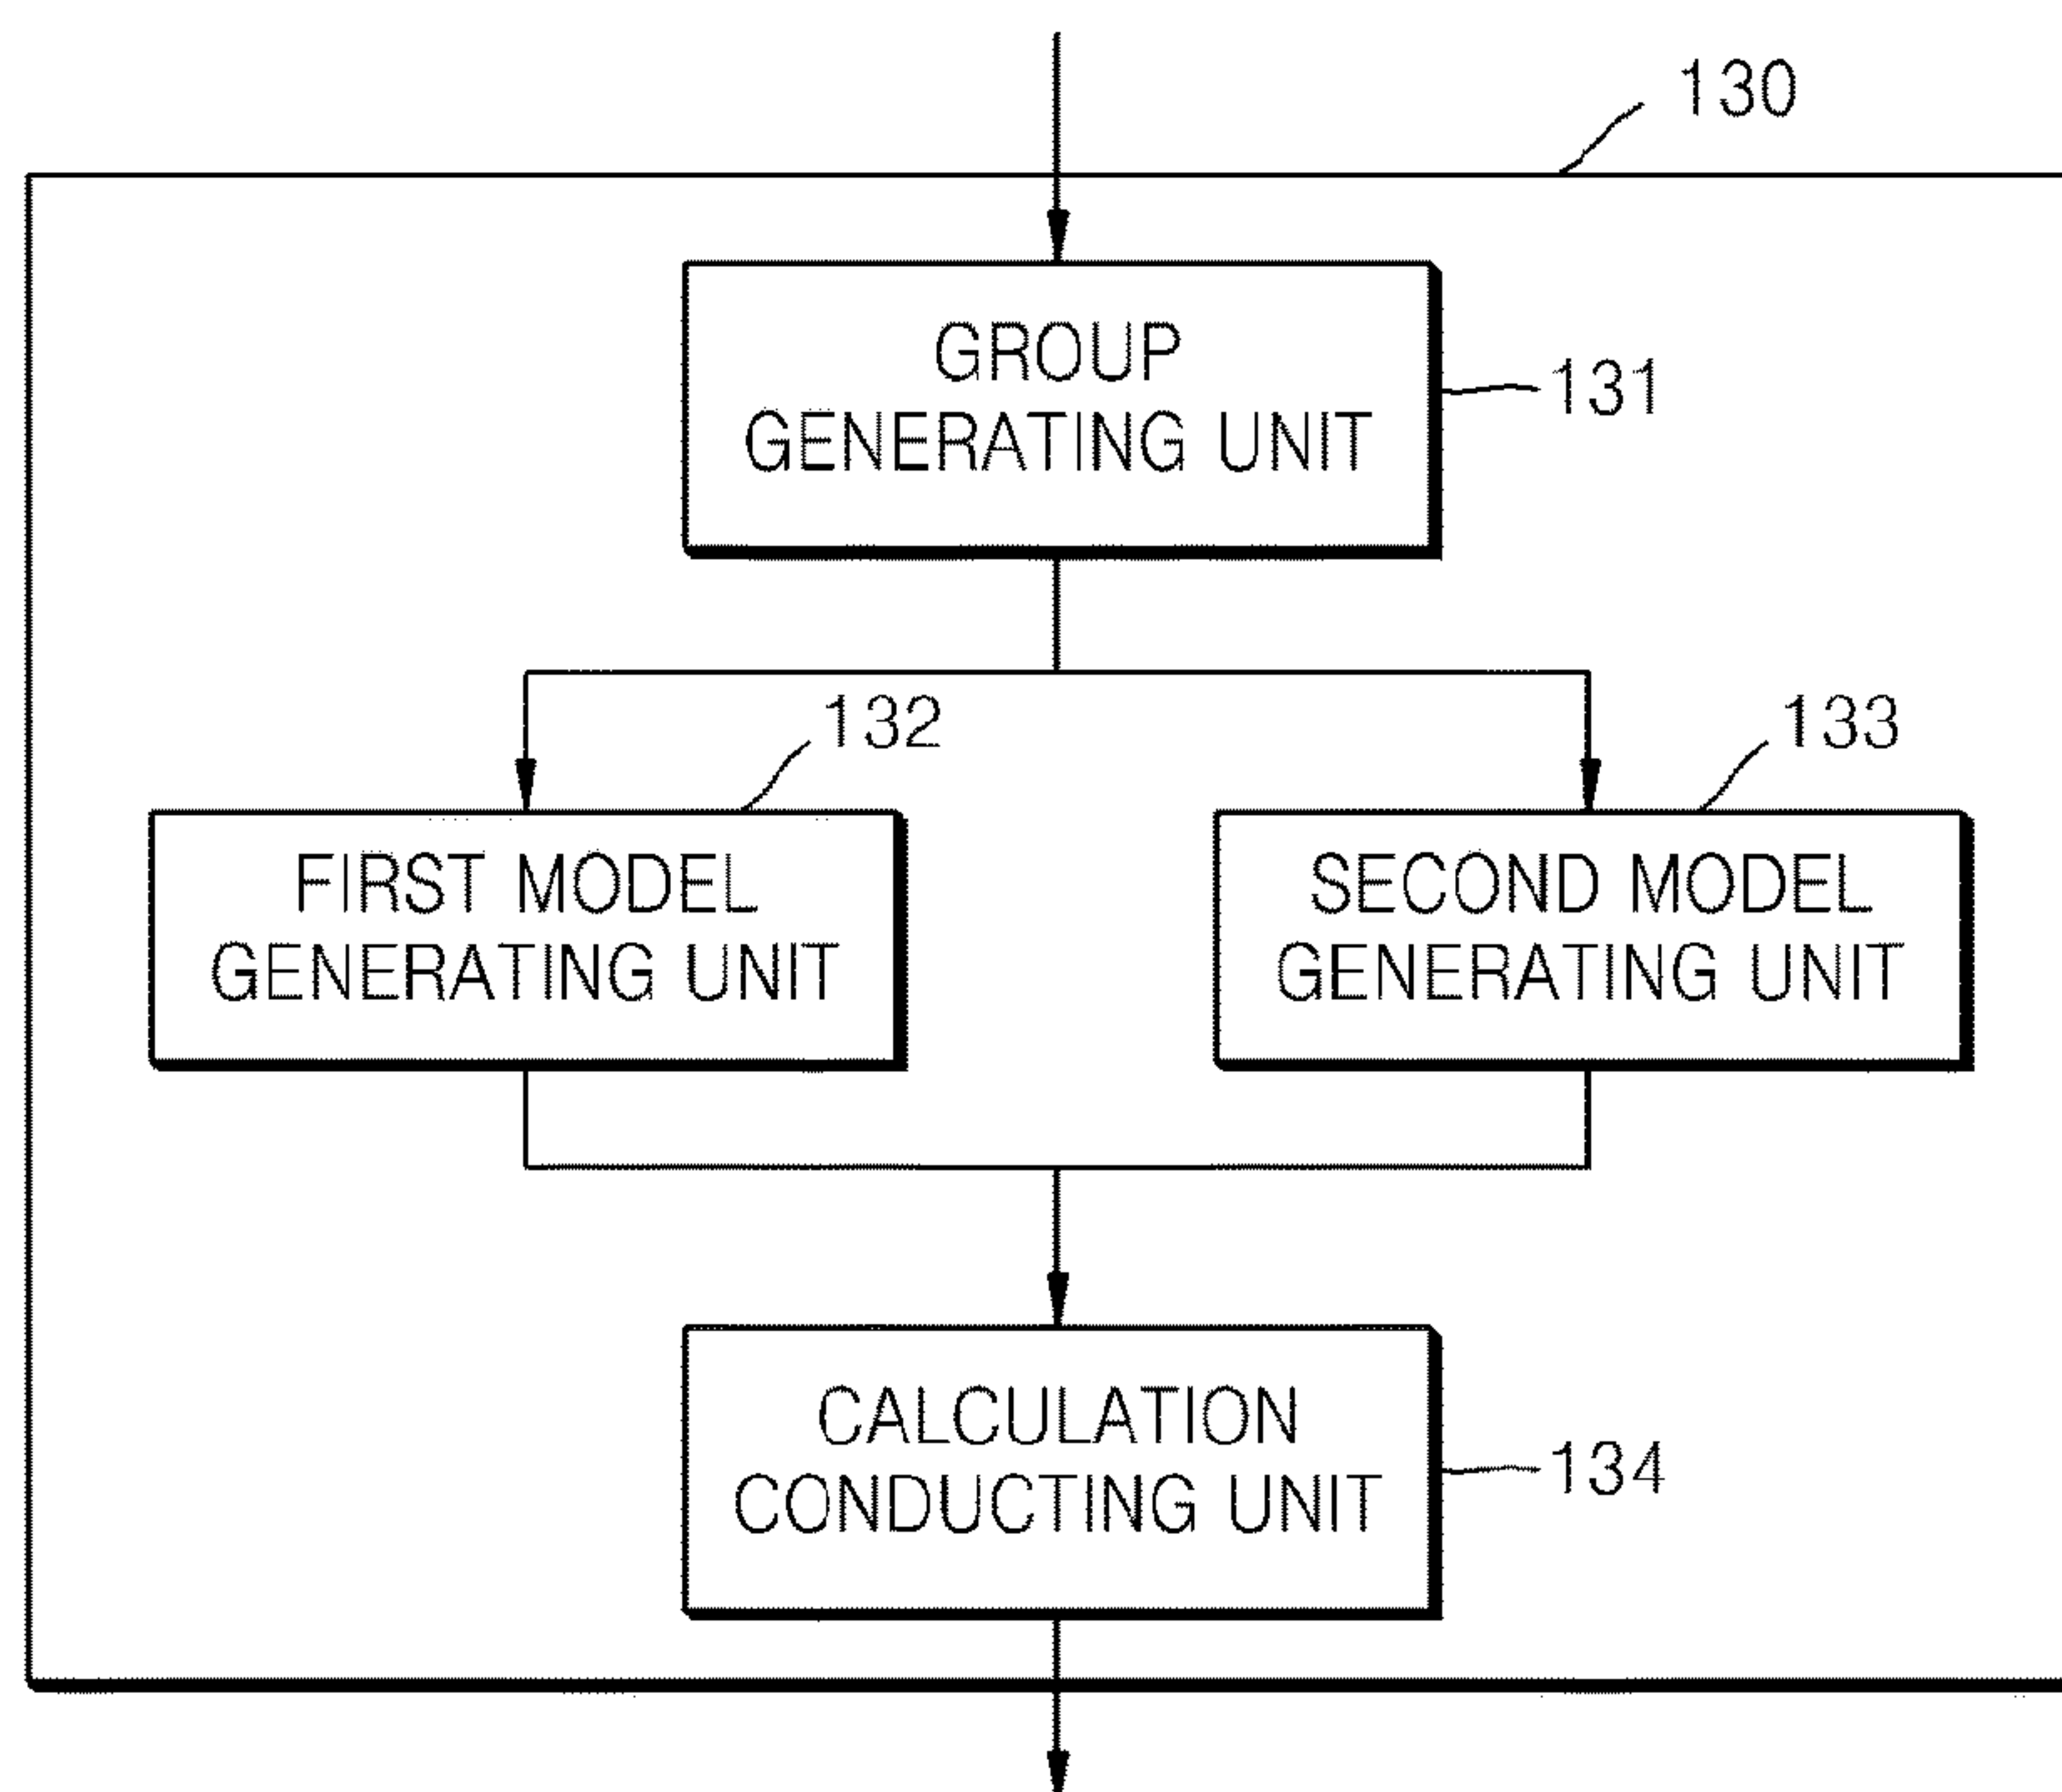 130
GROUP
GENERATING UNIT
131
132
133
FIRST MODEL
GENERATING UNIT
SECOND MODEL
GENERATING UNIT
CALCULATION
CONDUCTING UNIT
134